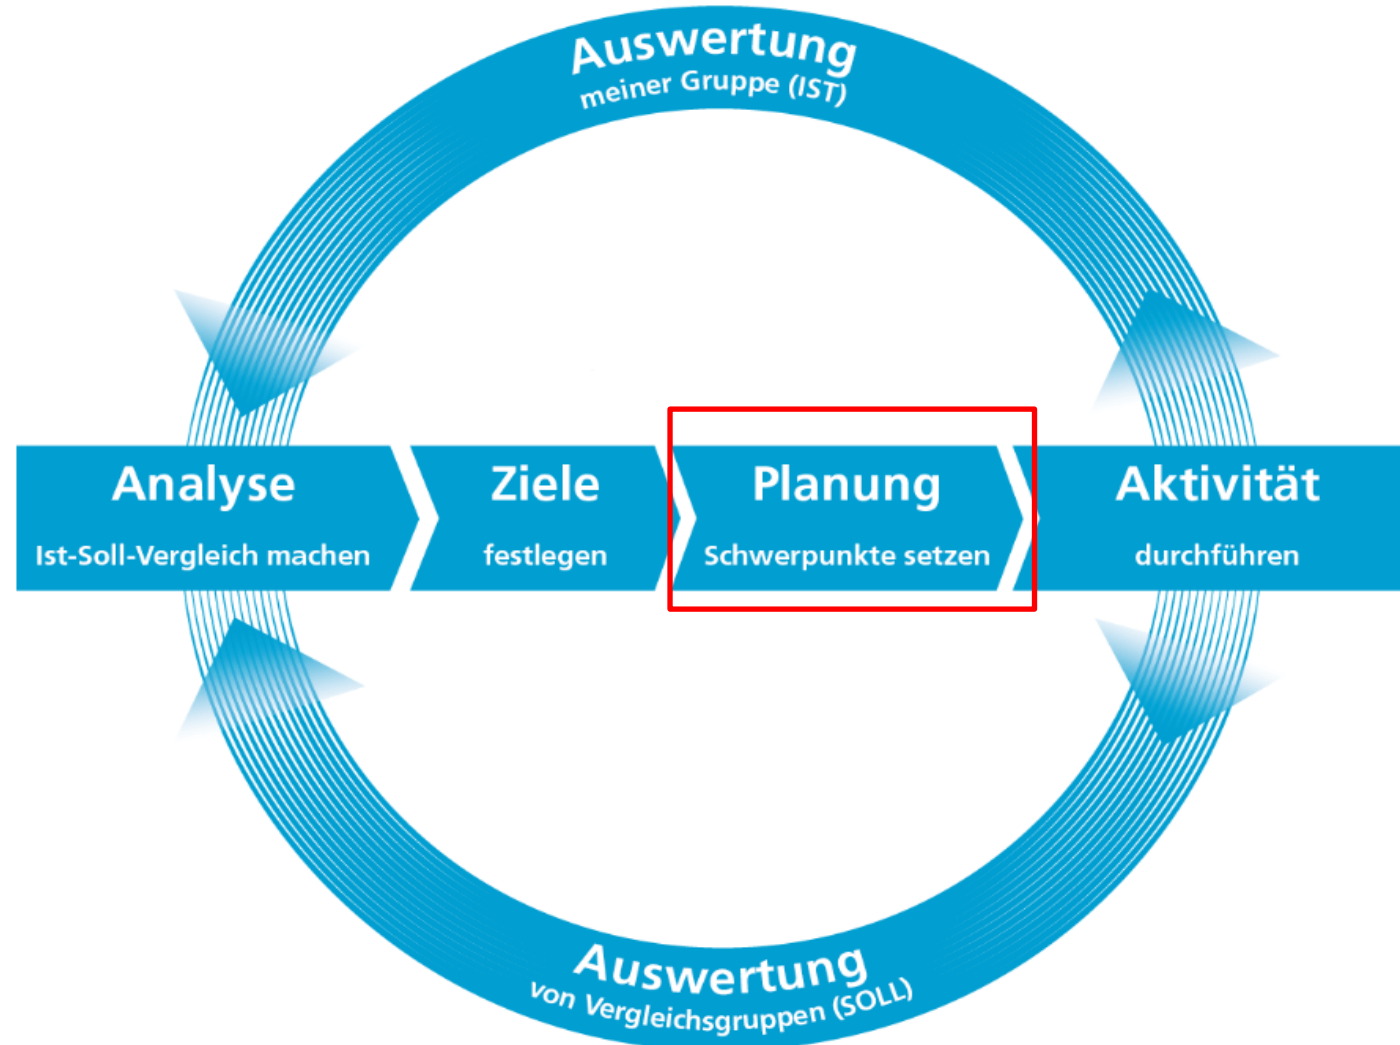 Auswertung
meiner Gruppe (IST)
Analyse
Ist-Soll-Vergleich machen
Ziele
festlegen
Planung
Schwerpunkte setzen
Aktivität
durchführen
Auswertung
von Vergleichsgruppen (SOLL)